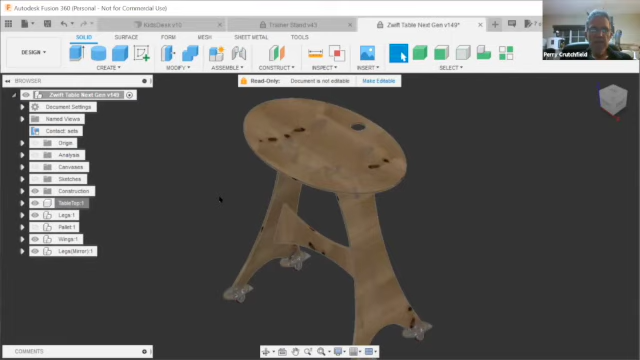 Autodesk Fusion 360 (Personal - Not for Commercial Use)
KidsDesk v15
Trainer Stand v43
Zwift Table Next Gen v149*
SOLID SURFACE FORM SHEET METAL TOOLS
DESIGN
CREATE MODIFY ASSEMBLE CONSTRUCT INSPECT INSERT SELECT
Perry Crutchfield
BROWSER
Read-Only: Document is not editable Make Editable
Zwift Table Next Gen v149
Document Settings
Named Views
Contact: sets
Origin
Analysis
Canvases
Sketches
Construction
TableTop:1
Legs:1
Pallet:1
Wings:1
Legs(Mirror):1
COMMENTS